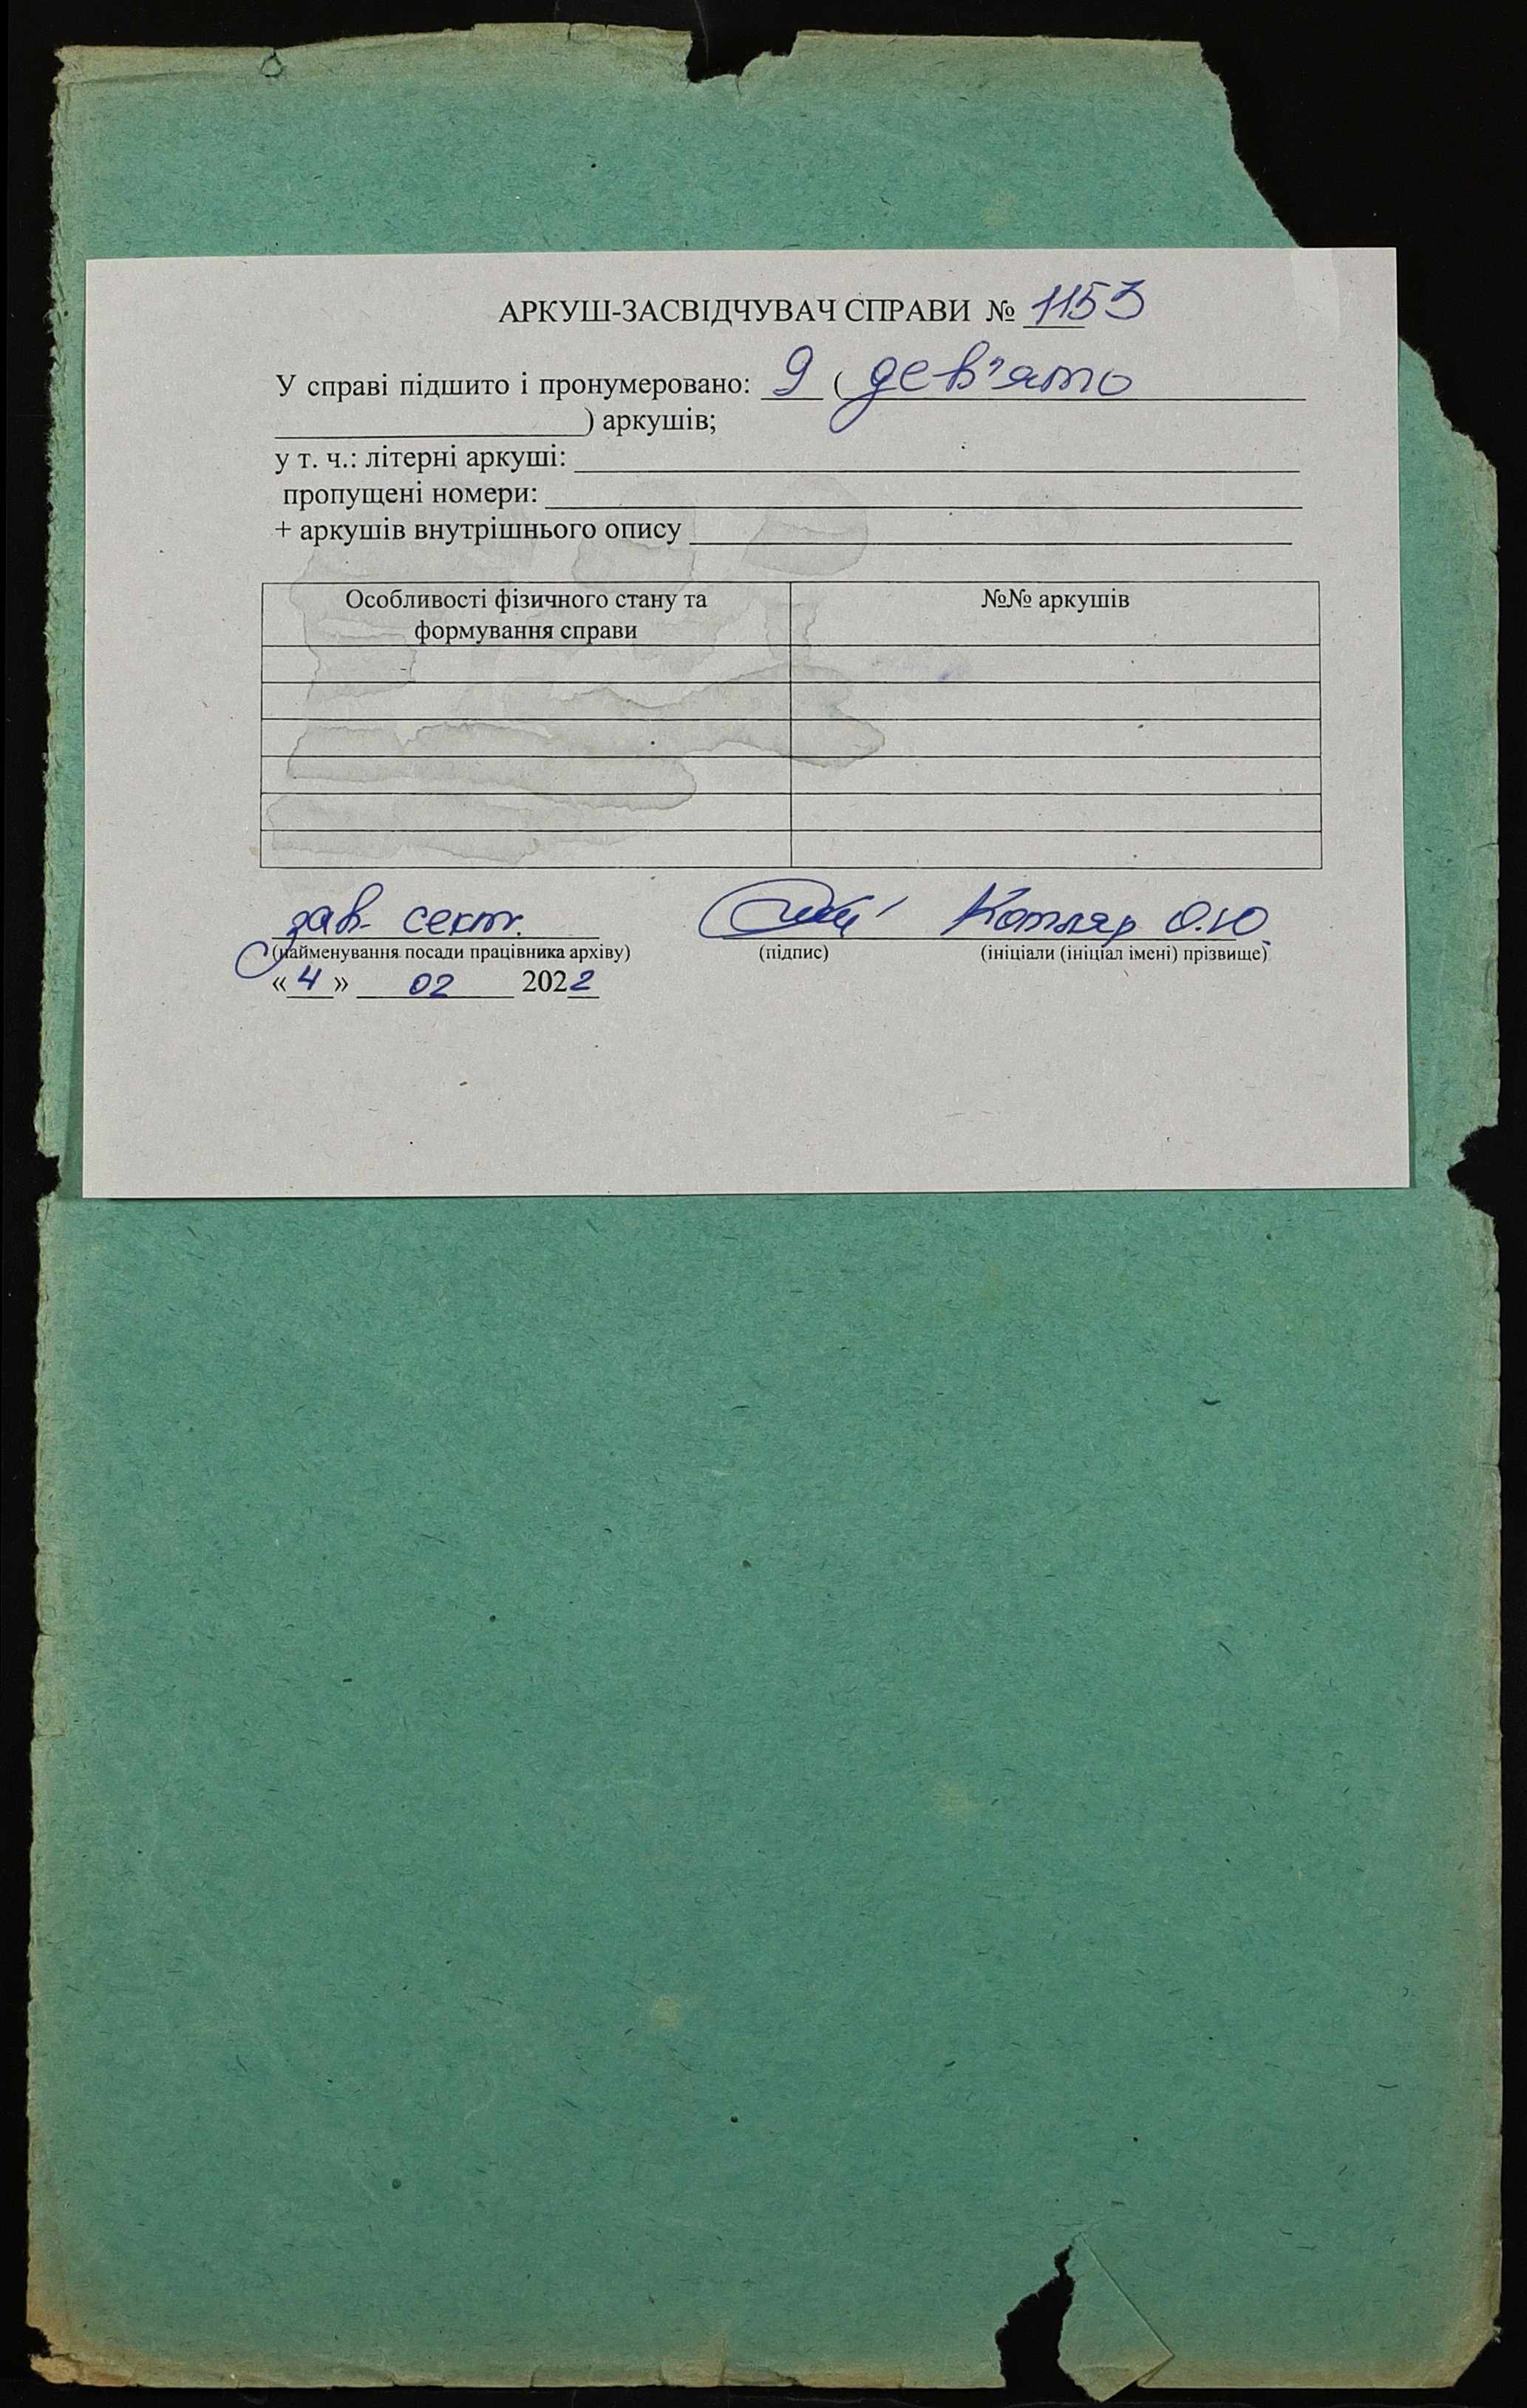 АРКУШ-ЗАСВІДЧУВАЧ СПРАВИ № 1153
У справі підшито і пронумеровано: 9 ( дев'ять
) аркушів;
у т. ч.: літерні аркуші:
пропущені номери:
+ аркушів внутрішнього опису
Особливості фізичного стану та №№ аркушів
формування справи
зав. сект. Котляр О.Ю.
(найменування посади працівника архіву) (підпис) (ініціали (ініціал імені) прізвище)
«4» 02 2022